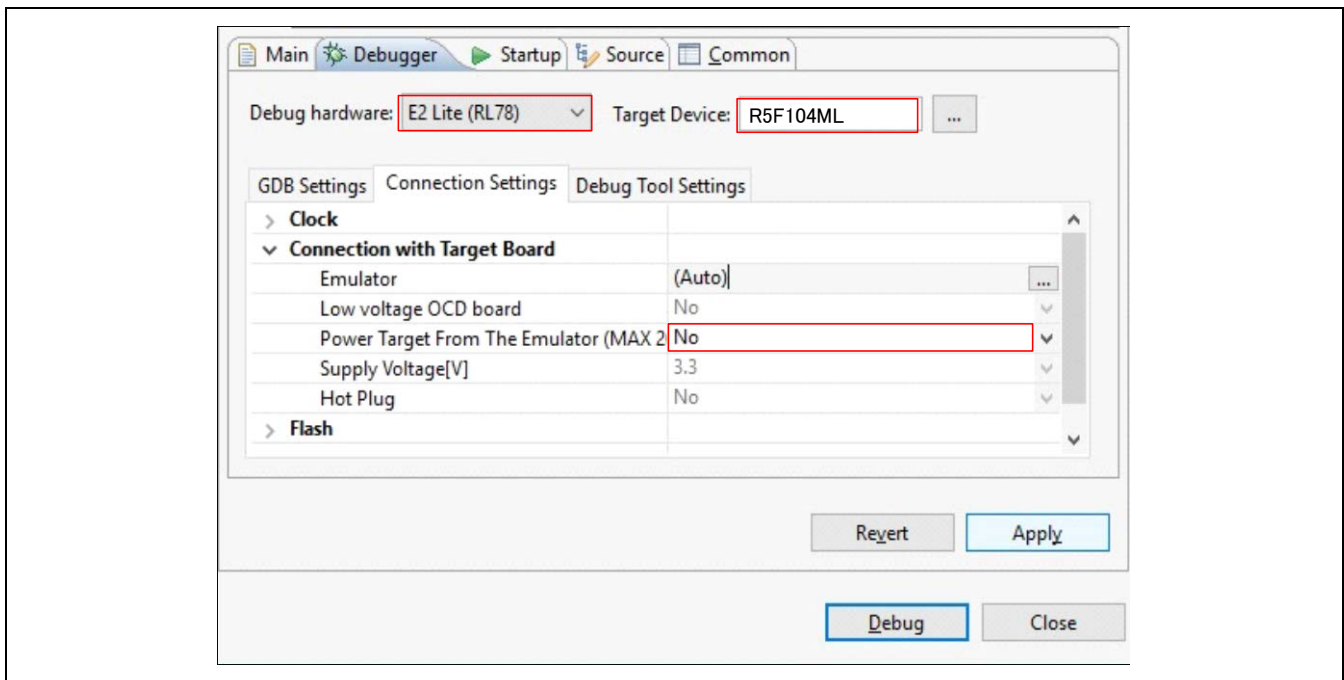 Main Debugger Startup Source Common
Debug hardware: E2 Lite (RL78) Target Device: R5F104ML ...
GDB Settings Connection Settings Debug Tool Settings
Clock
Connection with Target Board
Emulator (Auto) ...
Low voltage OCD board No
Power Target From The Emulator (MAX 2 No
Supply Voltage[V] 3.3
Hot Plug No
Flash
Revert Apply
Debug Close